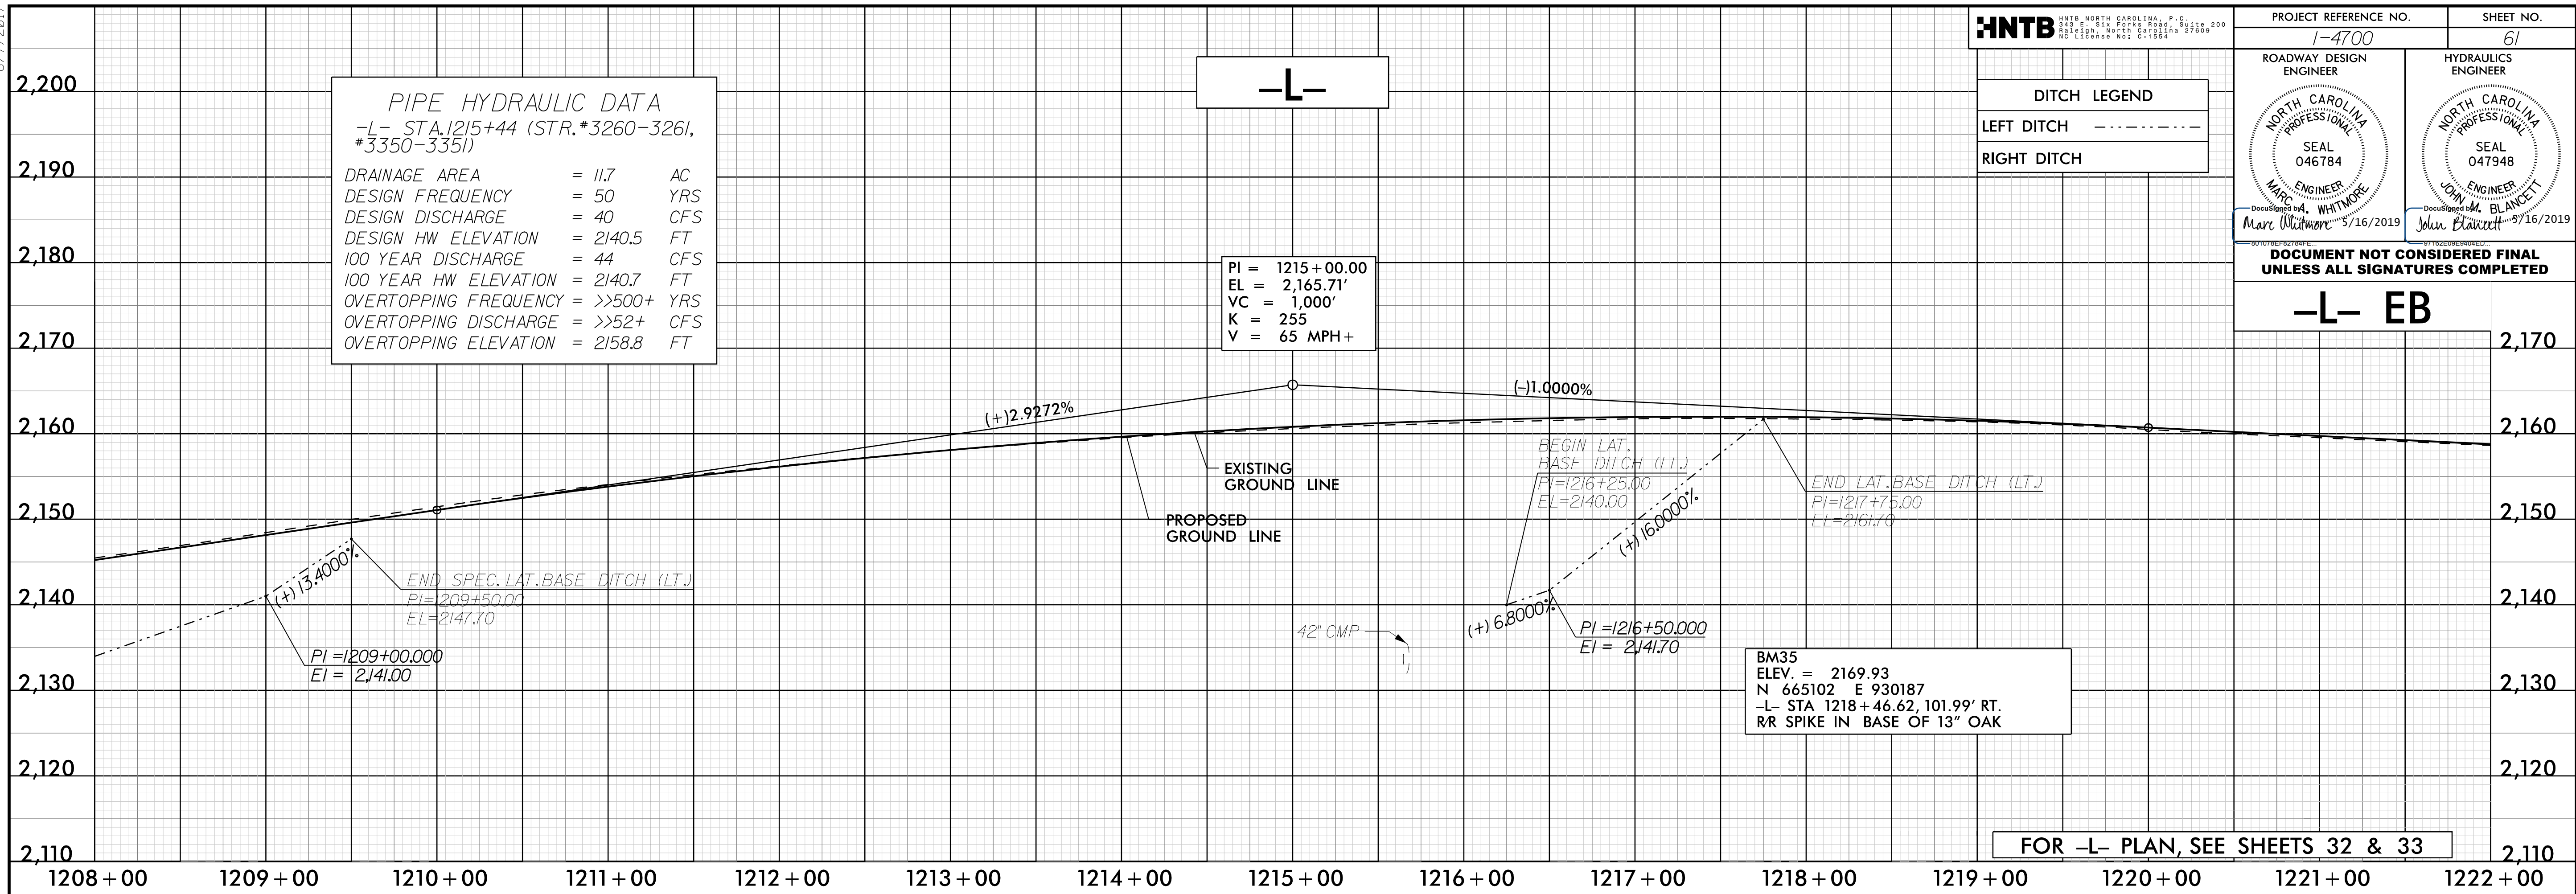 HNTB
HNTB NORTH CAROLINA, P.C.
343 E. Six Forks Road, Suite 200
Raleigh, North Carolina 27609
NC License No: C-1554
PROJECT REFERENCE NO.
SHEET NO.
I-4700
61
ROADWAY DESIGN
ENGINEER
HYDRAULICS
ENGINEER
NORTH CAROLINA
PROFESSIONAL
SEAL
046784
ENGINEER
MARC A. WHITMORE
DocuSigned by:
Marc Whitmore
5/16/2019
NORTH CAROLINA
PROFESSIONAL
SEAL
047948
ENGINEER
JOHN M. BLANCETT
DocuSigned by:
John Blancett
5/16/2019
DOCUMENT NOT CONSIDERED FINAL
UNLESS ALL SIGNATURES COMPLETED
–L– EB
–L–
DITCH LEGEND
LEFT DITCH
RIGHT DITCH
PIPE HYDRAULIC DATA
-L- STA.1215+44 (STR.#3260-3261,
#3350-3351)
DRAINAGE AREA = 11.7 AC
DESIGN FREQUENCY = 50 YRS
DESIGN DISCHARGE = 40 CFS
DESIGN HW ELEVATION = 2140.5 FT
100 YEAR DISCHARGE = 44 CFS
100 YEAR HW ELEVATION = 2140.7 FT
OVERTOPPING FREQUENCY = >>500+ YRS
OVERTOPPING DISCHARGE = >>52+ CFS
OVERTOPPING ELEVATION = 2158.8 FT
PI = 1215+00.00
EL = 2,165.71'
VC = 1,000'
K = 255
V = 65 MPH+
(+)2.9272%
(–)1.0000%
EXISTING
GROUND LINE
PROPOSED
GROUND LINE
BEGIN LAT.
BASE DITCH (LT.)
PI=1216+25.00
EL=2140.00
END LAT.BASE DITCH (LT.)
PI=1217+75.00
EL=2161.70
(+)16.0000%
(+)13.4000%
END SPEC.LAT.BASE DITCH (LT.)
PI=1209+50.00
EL=2147.70
PI =1209+00.000
El = 2,141.00
42" CMP
(+) 6.8000%
PI =1216+50.000
El = 2,141.70
BM35
ELEV. = 2169.93
N 665102 E 930187
–L– STA 1218+46.62, 101.99' RT.
R/R SPIKE IN BASE OF 13" OAK
FOR –L– PLAN, SEE SHEETS 32 & 33
2,200
2,190
2,180
2,170
2,160
2,150
2,140
2,130
2,120
2,110
2,170
2,160
2,150
2,140
2,130
2,120
2,110
1208+00 1209+00 1210+00 1211+00 1212+00 1213+00 1214+00 1215+00 1216+00 1217+00 1218+00 1219+00 1220+00 1221+00 1222+00